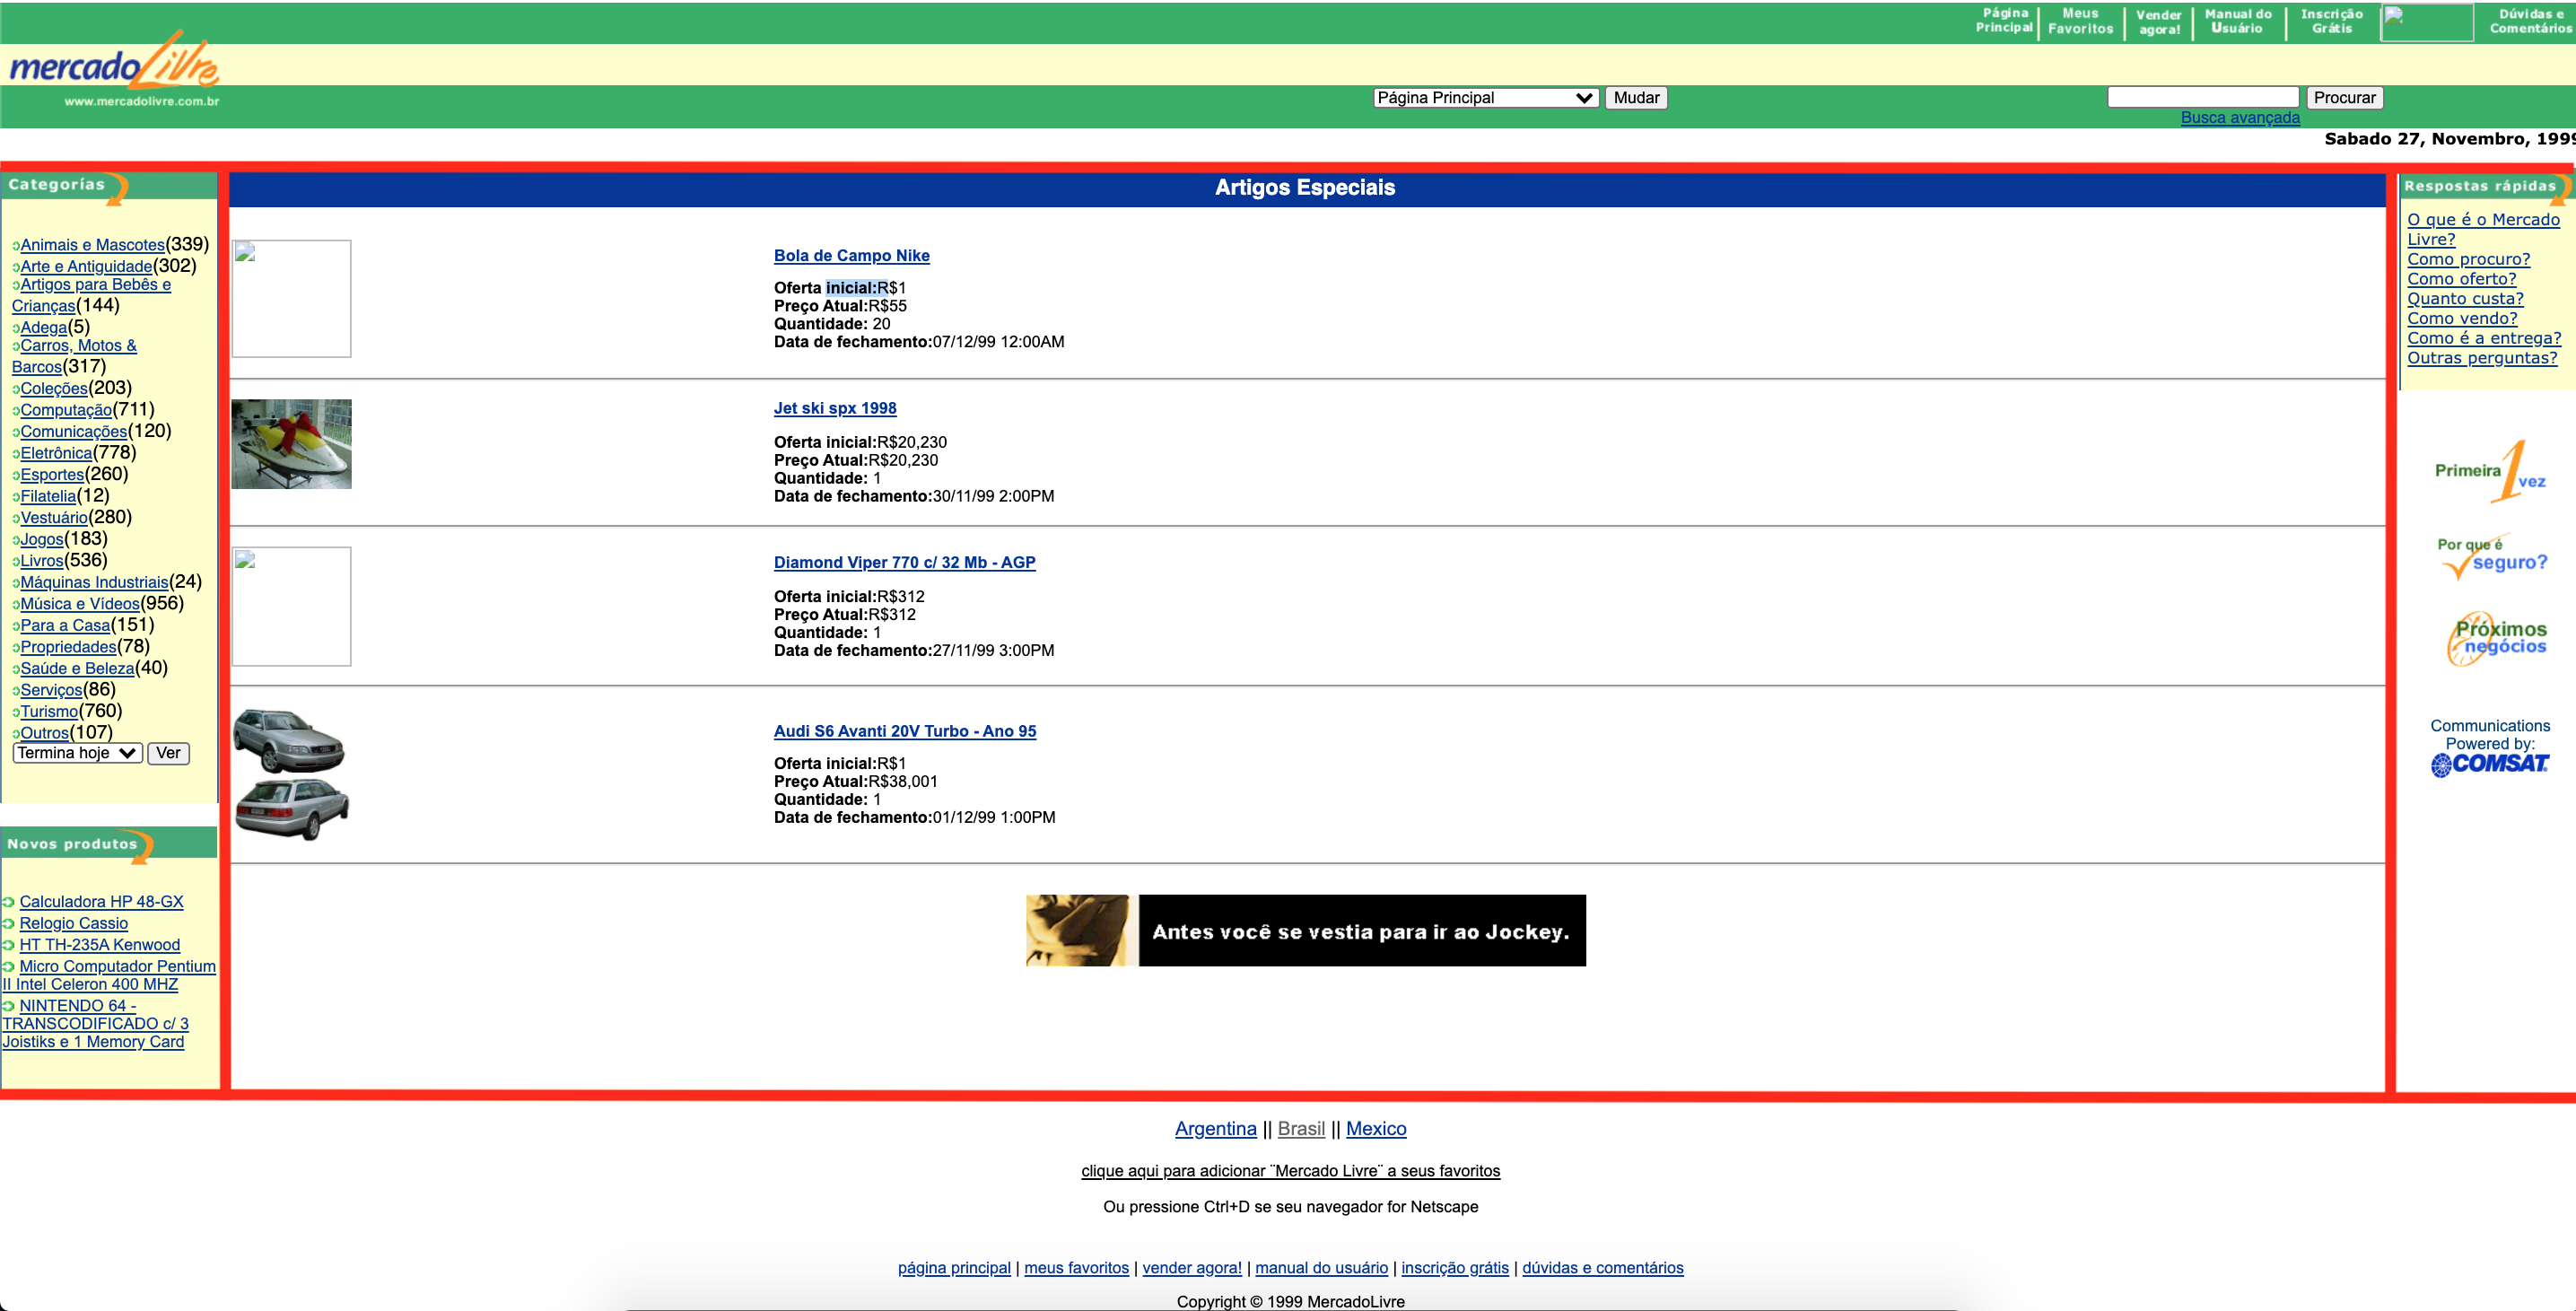 Página Principal
Meus Favoritos
Vender agora!
Manual do Usuário
Inscrição Grátis
Dúvidas e Comentários
mercadoLivre
www.mercadolivre.com.br
Página Principal
Mudar
Procurar
Busca avançada
Sabado 27, Novembro, 1999
Categorías
Animais e Mascotes(339)
Arte e Antiguidade(302)
Artigos para Bebês e
Crianças(144)
Adega(5)
Carros, Motos &
Barcos(317)
Coleções(203)
Computação(711)
Comunicações(120)
Eletrônica(778)
Esportes(260)
Filatelia(12)
Vestuário(280)
Jogos(183)
Livros(536)
Máquinas Industriais(24)
Música e Vídeos(956)
Para a Casa(151)
Propriedades(78)
Saúde e Beleza(40)
Serviços(86)
Turismo(760)
Outros(107)
Termina hoje
Ver
Novos produtos
Calculadora HP 48-GX
Relogio Cassio
HT TH-235A Kenwood
Micro Computador Pentium
II Intel Celeron 400 MHZ
NINTENDO 64 -
TRANSCODIFICADO c/ 3
Joistiks e 1 Memory Card
Artigos Especiais
Bola de Campo Nike
Oferta inicial:R$1
Preço Atual:R$55
Quantidade: 20
Data de fechamento:07/12/99 12:00AM
Jet ski spx 1998
Oferta inicial:R$20,230
Preço Atual:R$20,230
Quantidade: 1
Data de fechamento:30/11/99 2:00PM
Diamond Viper 770 c/ 32 Mb - AGP
Oferta inicial:R$312
Preço Atual:R$312
Quantidade: 1
Data de fechamento:27/11/99 3:00PM
Audi S6 Avanti 20V Turbo - Ano 95
Oferta inicial:R$1
Preço Atual:R$38,001
Quantidade: 1
Data de fechamento:01/12/99 1:00PM
Antes você se vestia para ir ao Jockey.
Respostas rápidas
O que é o Mercado
Livre?
Como procuro?
Como oferto?
Quanto custa?
Como vendo?
Como é a entrega?
Outras perguntas?
Primeira 1 vez
Por que é
seguro?
Próximos
negócios
Communications
Powered by:
COMSAT
Argentina || Brasil || Mexico
clique aqui para adicionar ¨Mercado Livre¨ a seus favoritos
Ou pressione Ctrl+D se seu navegador for Netscape
página principal | meus favoritos | vender agora! | manual do usuário | inscrição grátis | dúvidas e comentários
Copyright © 1999 MercadoLivre